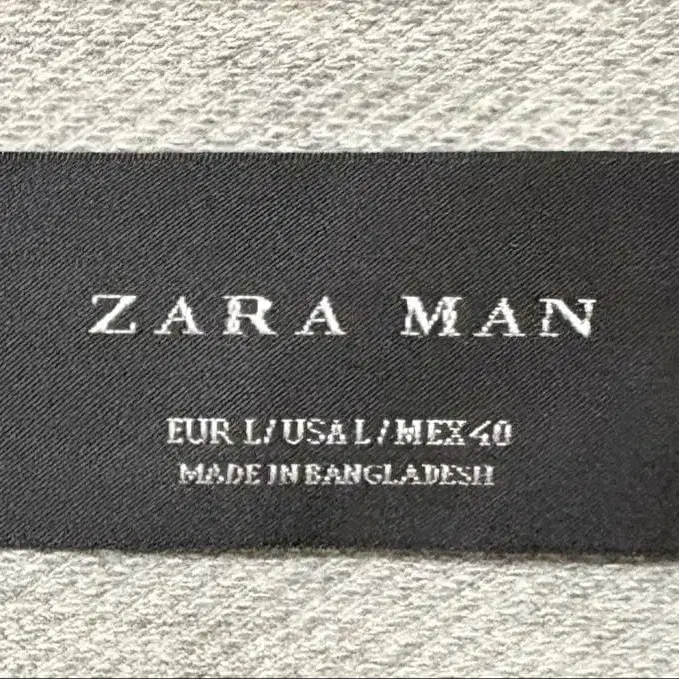 ZARA MAN
EUR L/USA L/MEX 40
MADE IN BANGLADESH